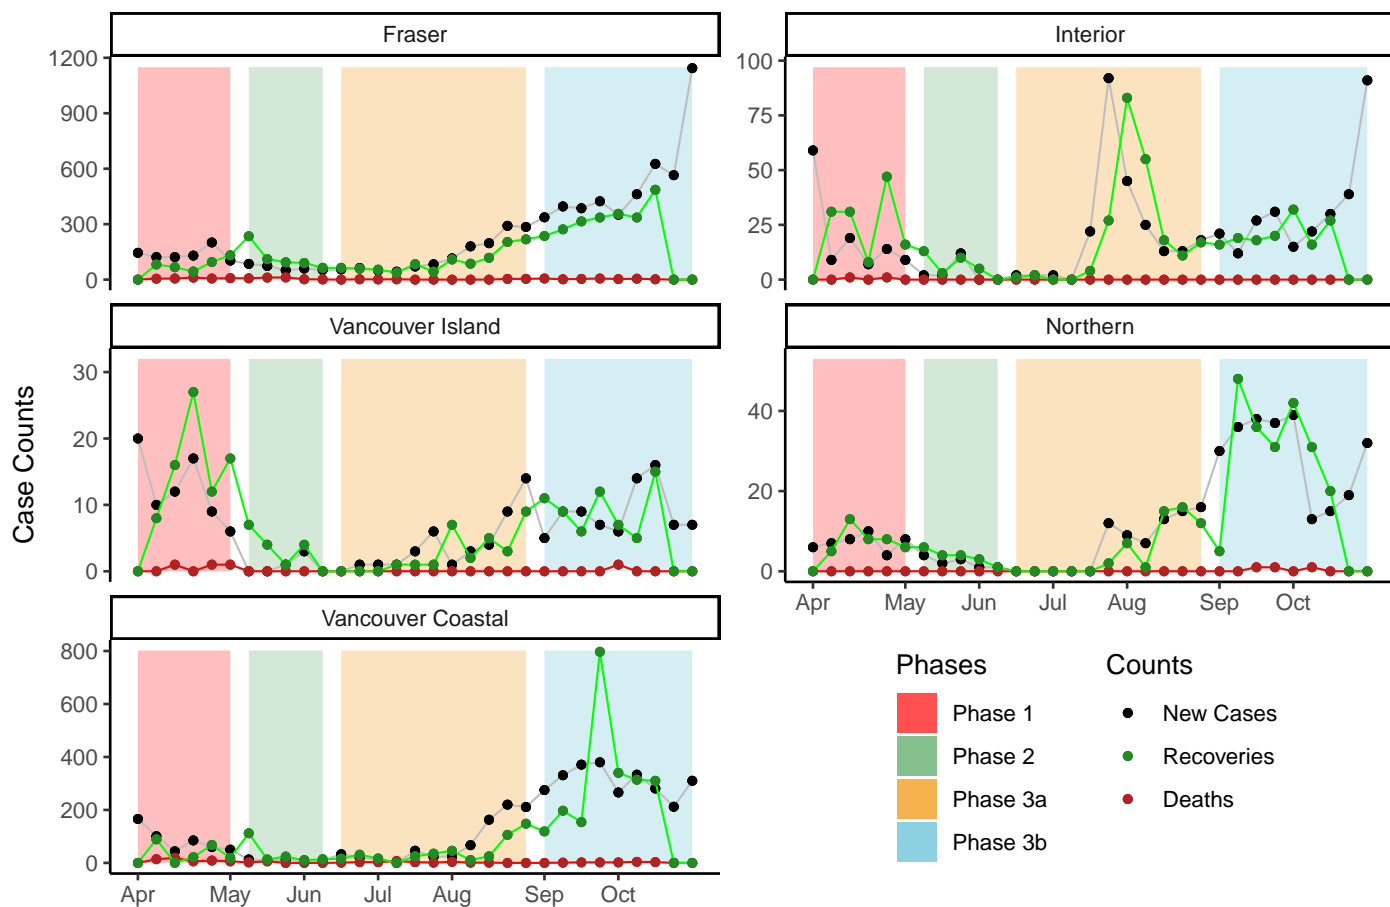 Fraser
Interior
1200
900
600
300
0
100
75
50
25
0
Vancouver Island
Northern
30
20
10
0
40
20
0
Apr May Jun Jul Aug Sep Oct
Vancouver Coastal
800
600
400
200
0
Apr May Jun Jul Aug Sep Oct
Case Counts
Phases
Phase 1
Phase 2
Phase 3a
Phase 3b
Counts
New Cases
Recoveries
Deaths